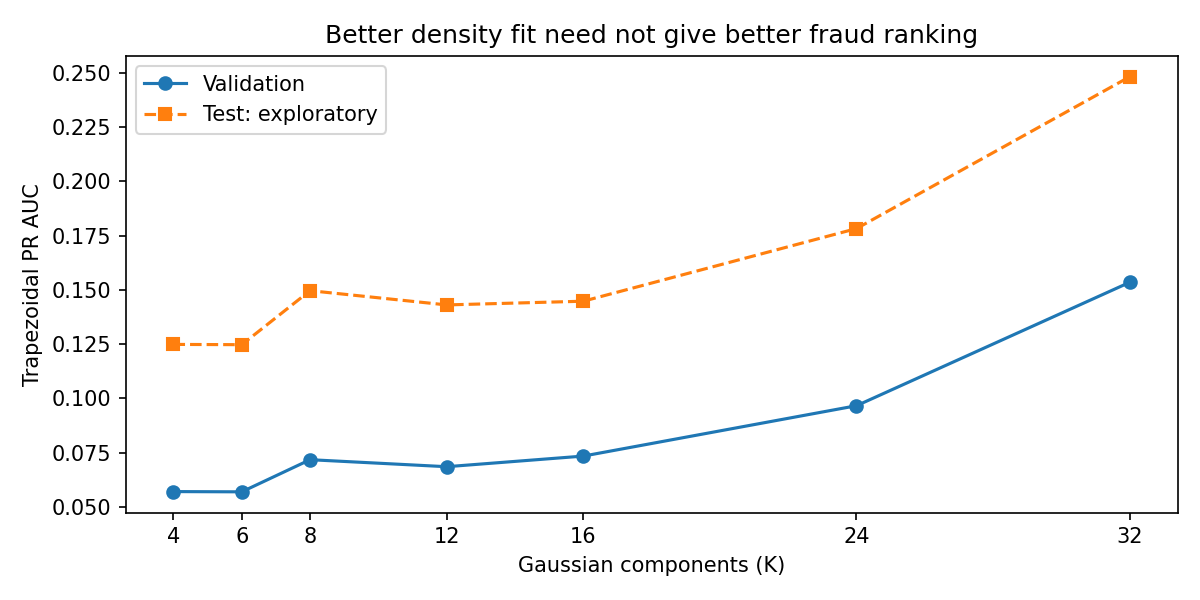 Better density fit need not give better fraud ranking
Validation
Test: exploratory
Trapezoidal PR AUC
0.250
0.225
0.200
0.175
0.150
0.125
0.100
0.075
0.050
4 6 8 12 16 24 32
Gaussian components (K)